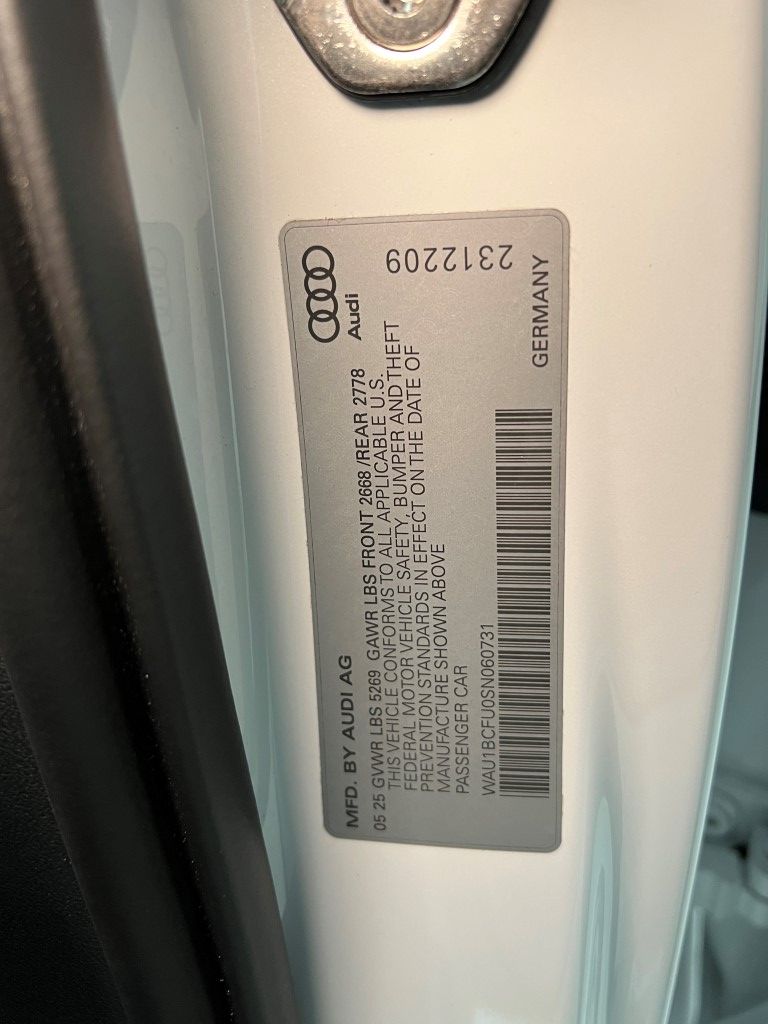 Audi
MFD. BY AUDI AG
05 25 GVWR LBS 5269 GAWR LBS FRONT 2668 /REAR 2778
THIS VEHICLE CONFORMS TO ALL APPLICABLE U.S.
FEDERAL MOTOR VEHICLE SAFETY, BUMPER AND THEFT
PREVENTION STANDARDS IN EFFECT ON THE DATE OF
MANUFACTURE SHOWN ABOVE
PASSENGER CAR
WAU1BCFU0SN060731
GERMANY
2312209